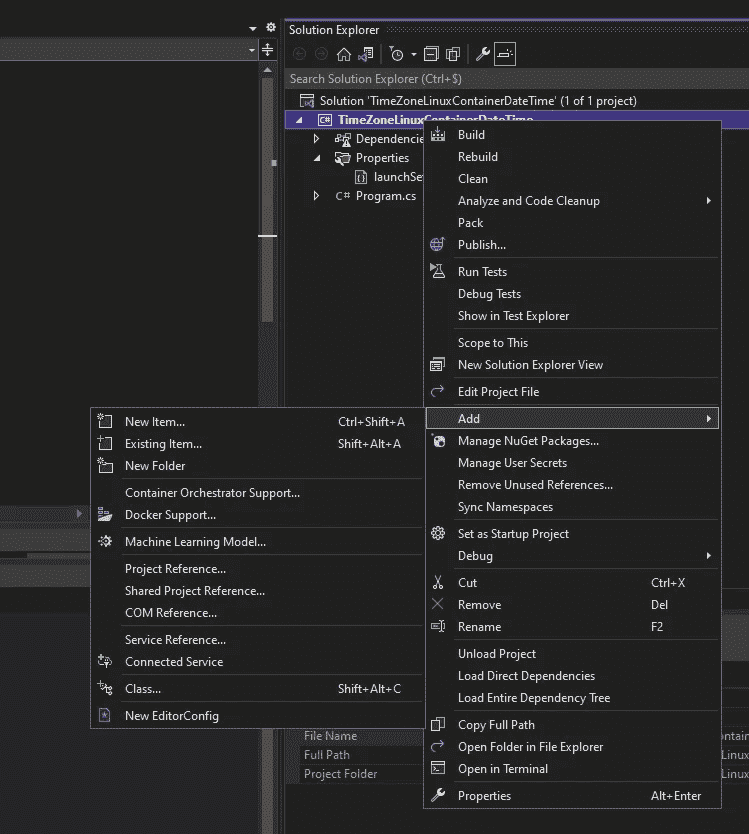 Solution Explorer
Search Solution Explorer (Ctrl+$)
Solution 'TimeZoneLinuxContainerDateTime' (1 of 1 project)
C# TimeZoneLinuxContainerDateTime
Dependencie
Properties
launchSe
C# Program.cs
Build
Rebuild
Clean
Analyze and Code Cleanup
Pack
Publish...
Run Tests
Debug Tests
Show in Test Explorer
Scope to This
New Solution Explorer View
Edit Project File
Add
Manage NuGet Packages...
Manage User Secrets
Remove Unused References...
Sync Namespaces
Set as Startup Project
Debug
Cut Ctrl+X
Remove Del
Rename F2
Unload Project
Load Direct Dependencies
Load Entire Dependency Tree
Copy Full Path
Open Folder in File Explorer
Open in Terminal
Properties Alt+Enter
New Item... Ctrl+Shift+A
Existing Item... Shift+Alt+A
New Folder
Container Orchestrator Support...
Docker Support...
Machine Learning Model...
Project Reference...
Shared Project Reference...
COM Reference...
Service Reference...
Connected Service
Class... Shift+Alt+C
New EditorConfig
File Name ontain
Full Path Linux
Project Folder Linux